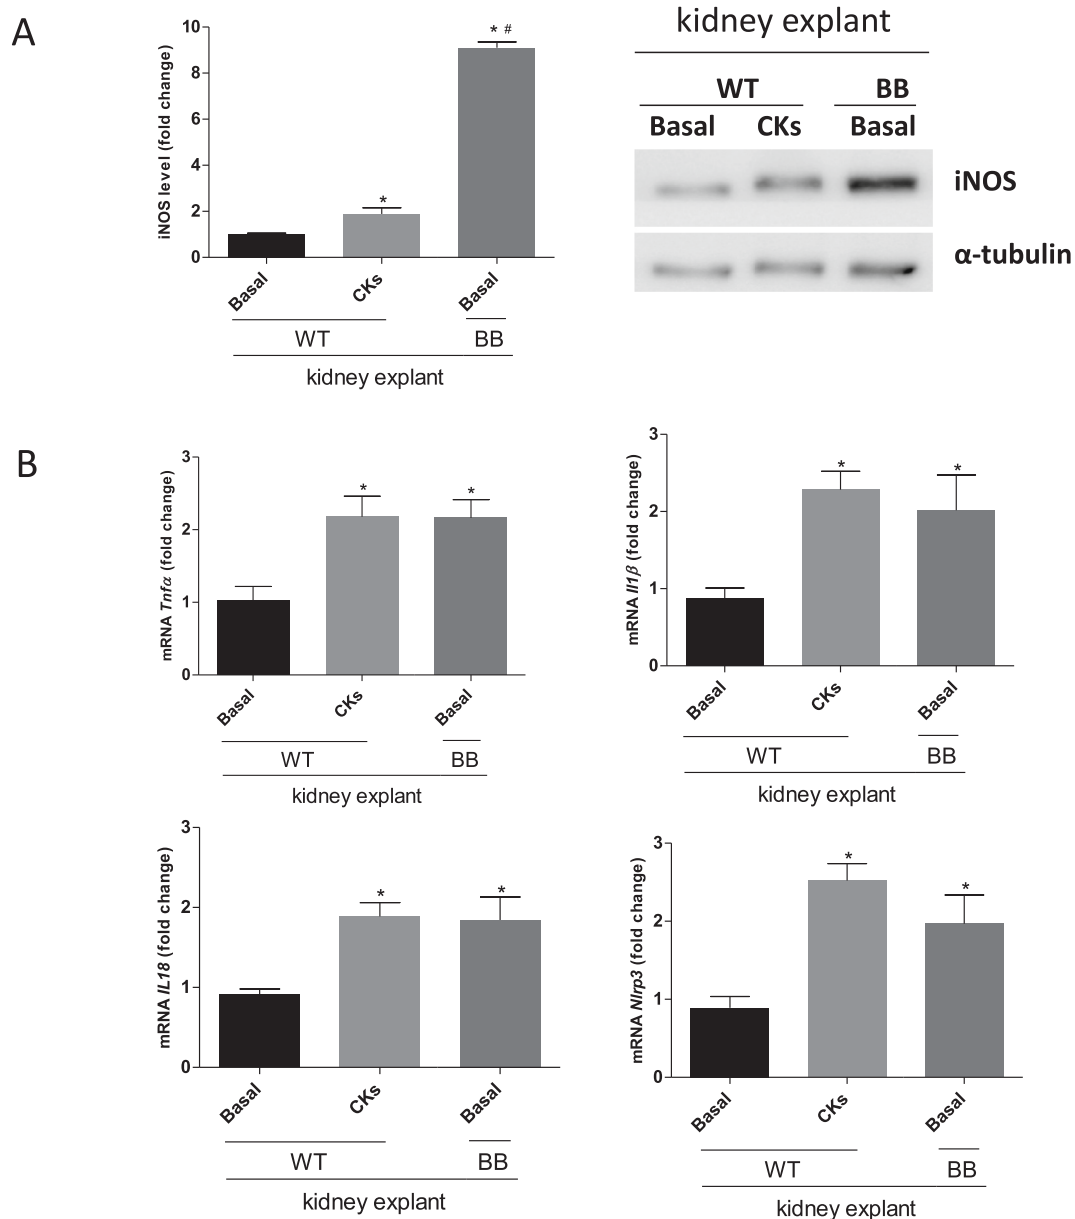 A
iNOS level (fold change)
10
8
6
4
2
0
*
* #
Basal
CKs
Basal
WT
BB
kidney explant
kidney explant
WT
BB
Basal
CKs
Basal
iNOS
α-tubulin
B
mRNA Tnfα (fold change)
3
2
1
0
*
*
Basal
CKs
Basal
WT
BB
kidney explant
mRNA Il1β (fold change)
3
2
1
0
*
*
Basal
CKs
Basal
WT
BB
kidney explant
mRNA IL18 (fold change)
3
2
1
0
*
*
Basal
CKs
Basal
WT
BB
kidney explant
mRNA Nlrp3 (fold change)
3
2
1
0
*
*
Basal
CKs
Basal
WT
BB
kidney explant